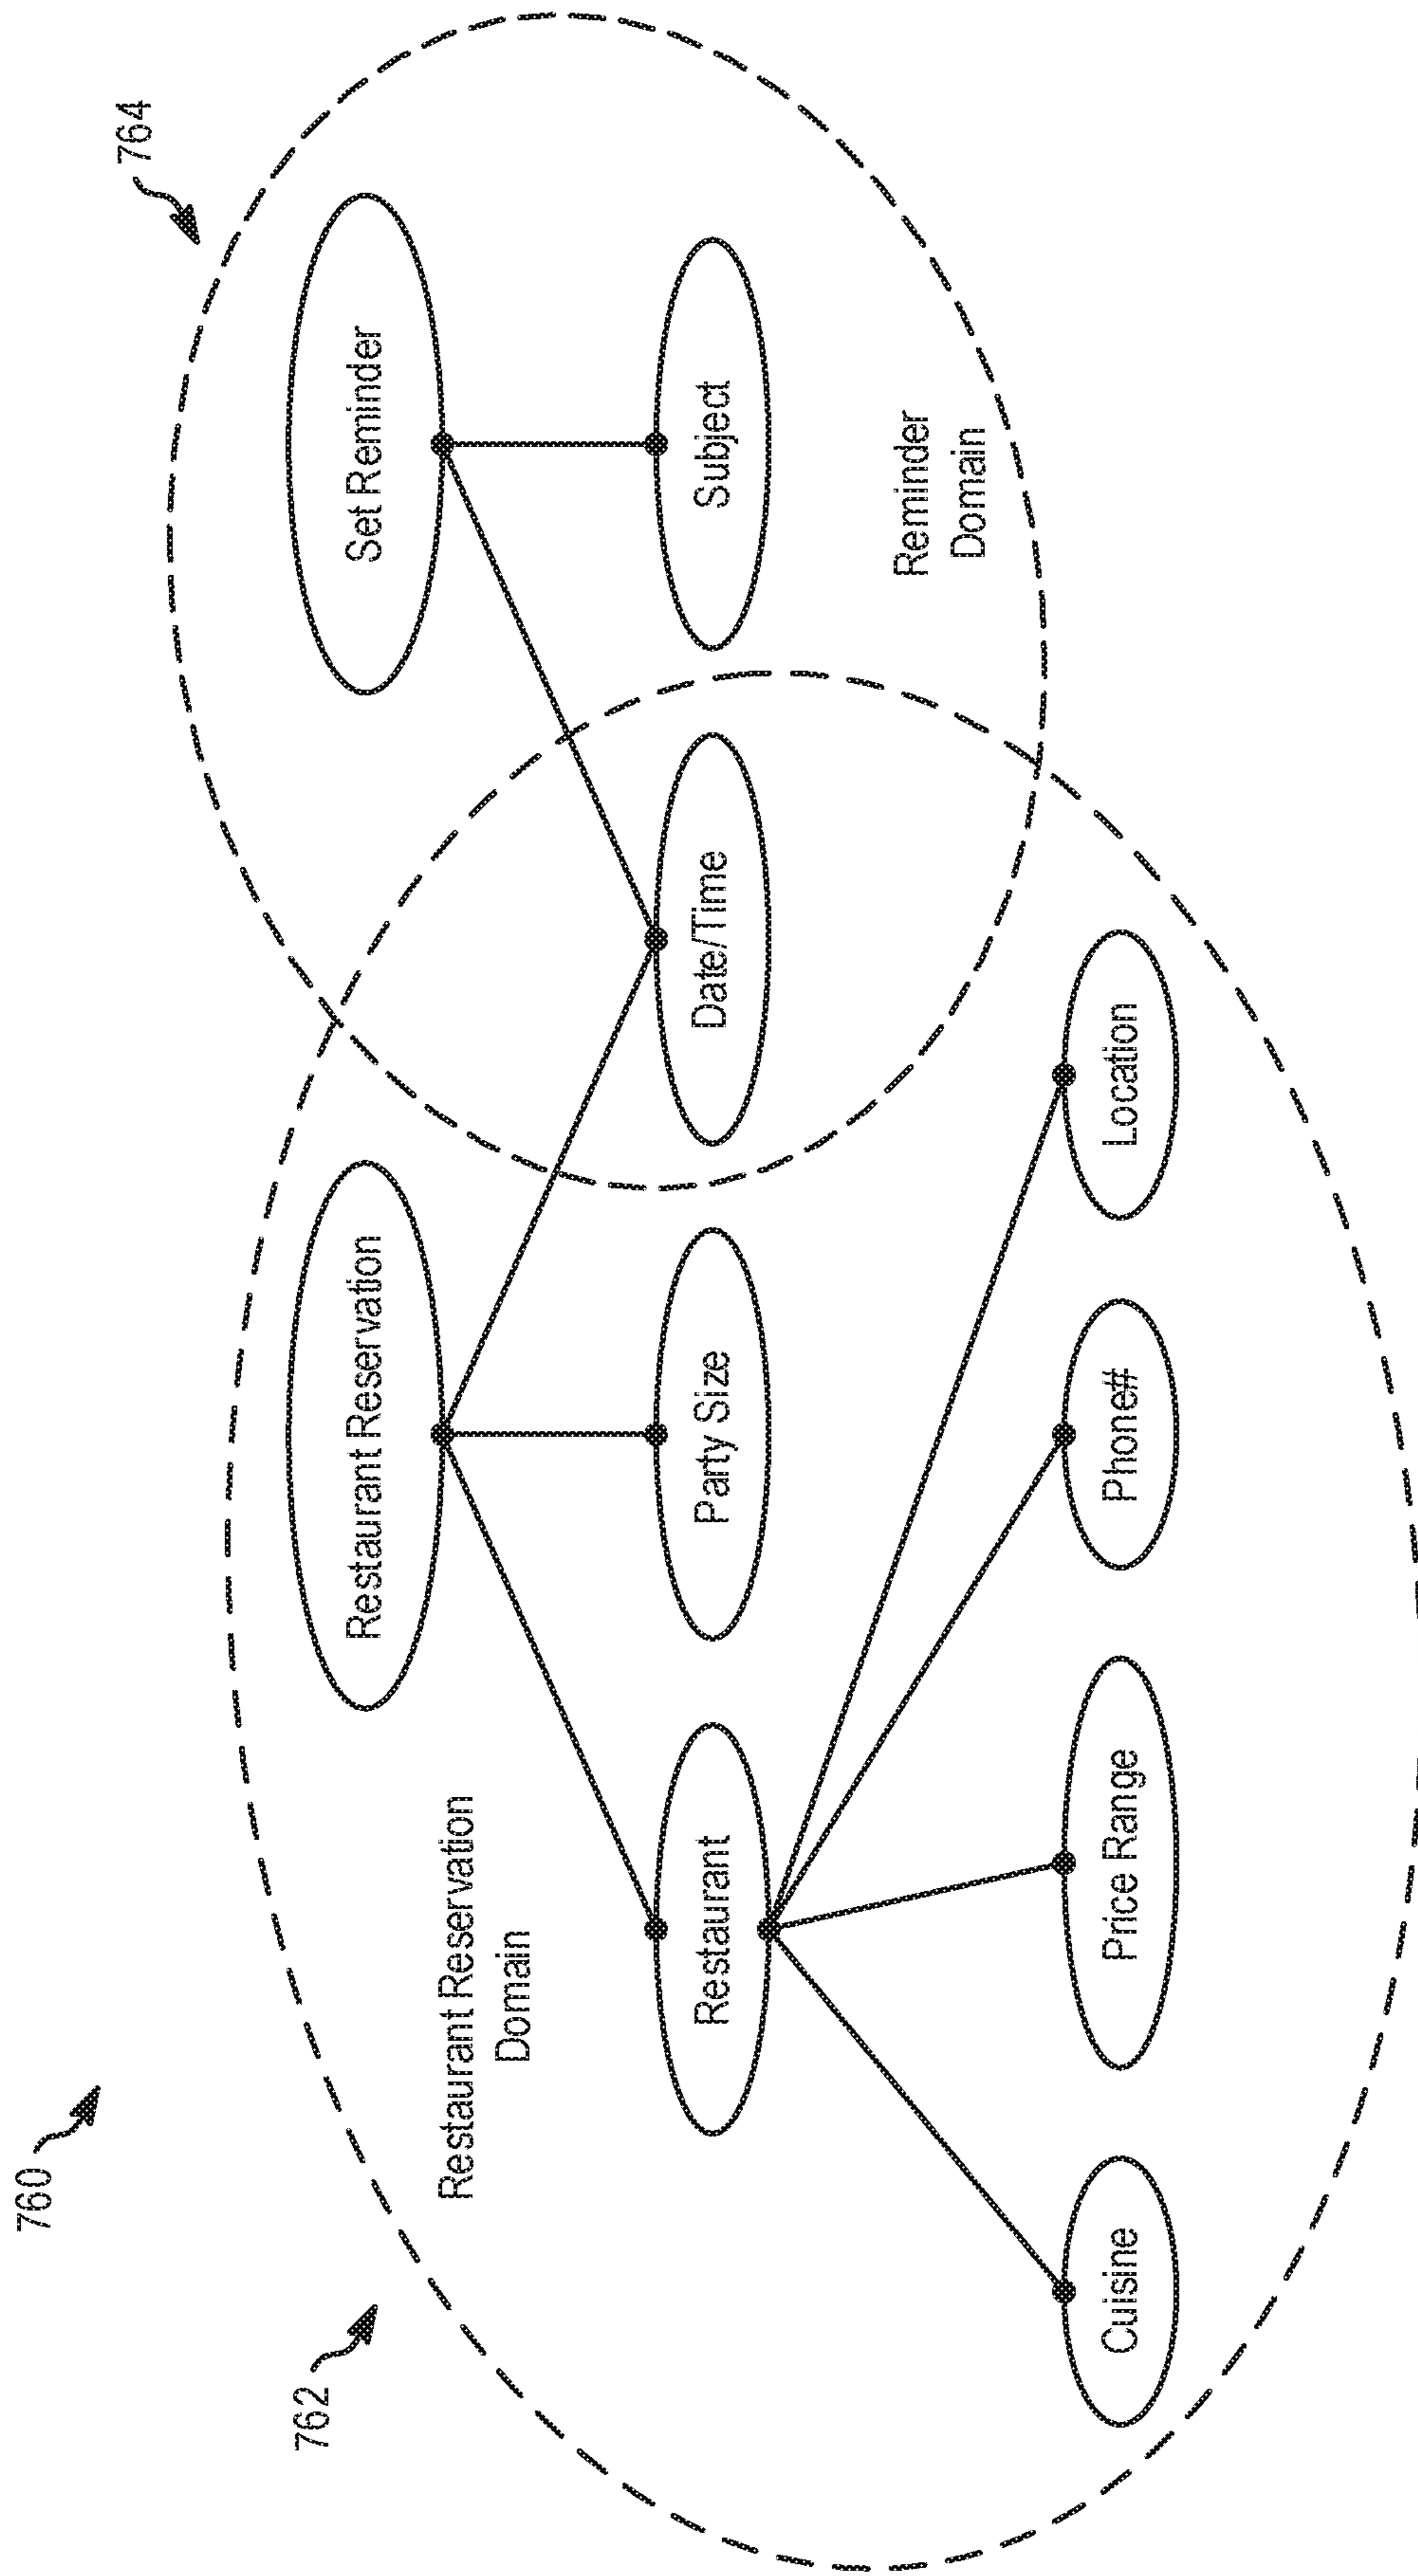 760
762
764
Restaurant Reservation
Set Reminder
Restaurant Reservation
Domain
Restaurant
Party Size
Date/Time
Subject
Reminder
Domain
Cuisine
Price Range
Phone#
Location